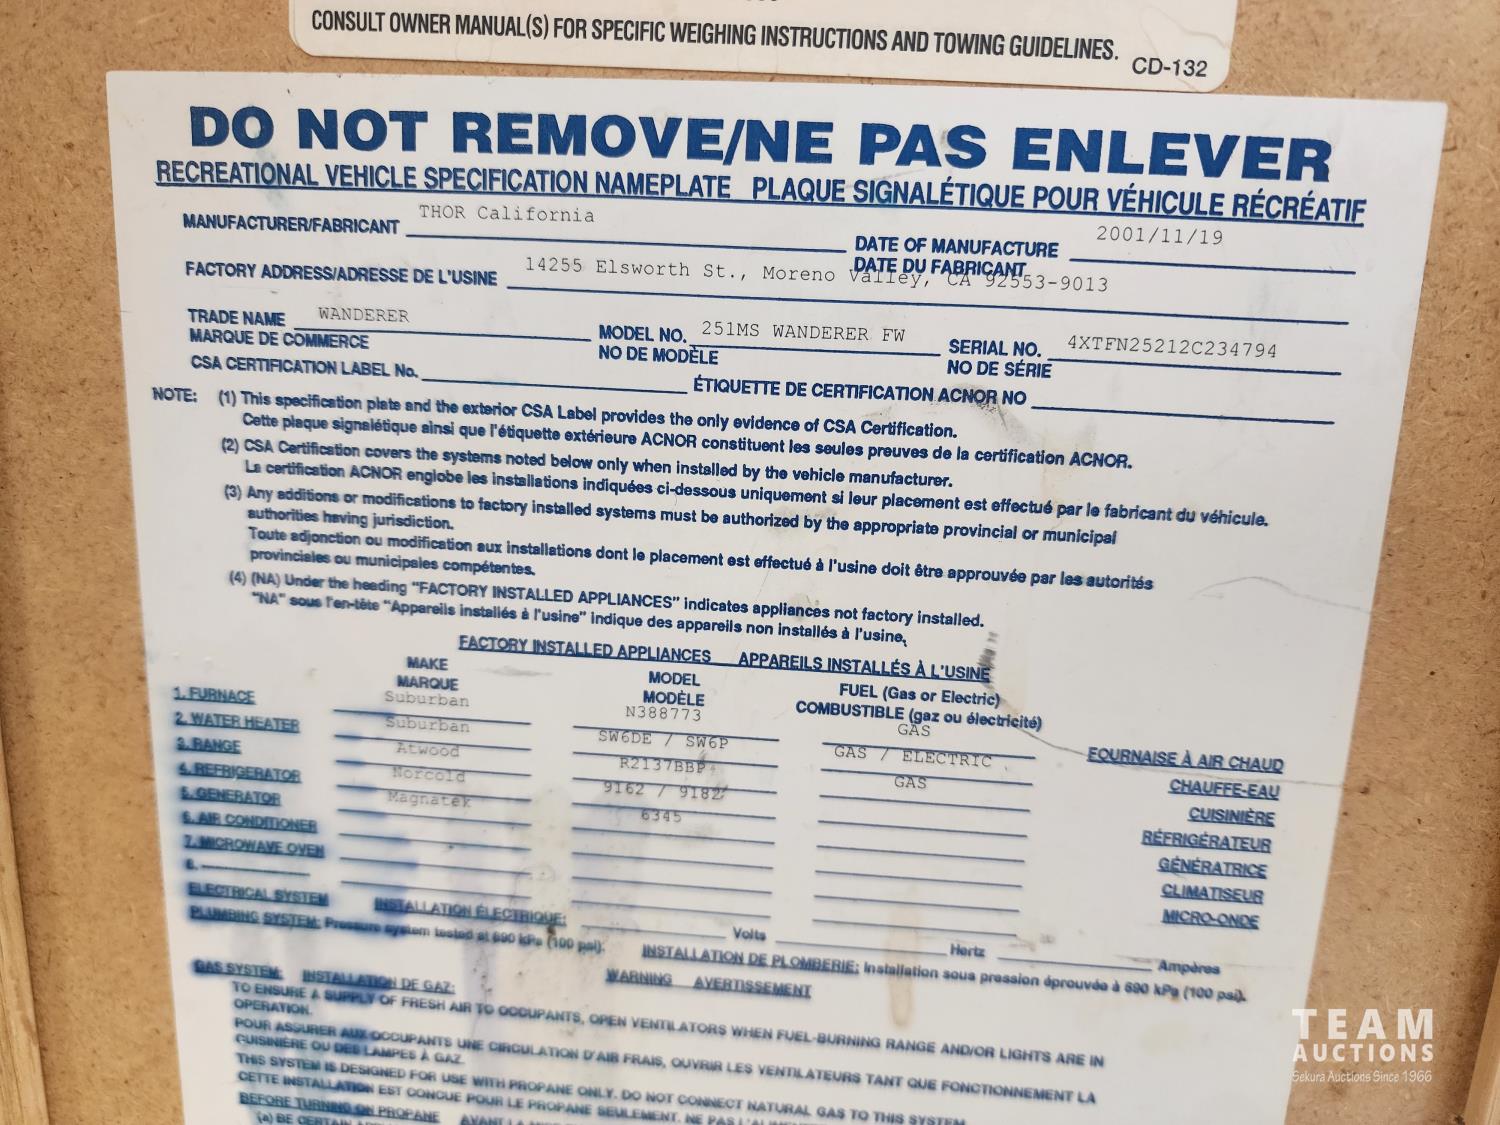 CONSULT OWNER MANUAL(S) FOR SPECIFIC WEIGHING INSTRUCTIONS AND TOWING GUIDELINES.
CD-132
DO NOT REMOVE/NE PAS ENLEVER
RECREATIONAL VEHICLE SPECIFICATION NAMEPLATE PLAQUE SIGNALÉTIQUE POUR VÉHICULE RÉCRÉATIF
MANUFACTURER/FABRICANT THOR California
DATE OF MANUFACTURE 2001/11/19
DATE DU FABRICANT
FACTORY ADDRESS/ADRESSE DE L'USINE 14255 Elsworth St., Moreno Valley, CA 92553-9013
TRADE NAME WANDERER MODEL NO. 251MS WANDERER FW SERIAL NO. 4XTFN25212C234794
MARQUE DE COMMERCE NO DE MODÈLE NO DE SÉRIE
CSA CERTIFICATION LABEL No. ÉTIQUETTE DE CERTIFICATION ACNOR NO
NOTE: (1) This specification plate and the exterior CSA Label provides the only evidence of CSA Certification.
Cette plaque signalétique ainsi que l'étiquette extérieure ACNOR constituent les seules preuves de la certification ACNOR.
(2) CSA Certification covers the systems noted below only when installed by the vehicle manufacturer.
La certification ACNOR englobe les installations indiquées ci-dessous uniquement si leur placement est effectué par le fabricant du véhicule.
(3) Any additions or modifications to factory installed systems must be authorized by the appropriate provincial or municipal
authorities having jurisdiction.
Toute adjonction ou modification aux installations dont le placement est effectué à l'usine doit être approuvée par les autorités
provinciales ou municipales compétentes.
(4) (NA) Under the heading "FACTORY INSTALLED APPLIANCES" indicates appliances not factory installed.
"NA" sous l'en-tête "Appareils installés à l'usine" indique des appareils non installés à l'usine.
FACTORY INSTALLED APPLIANCES APPAREILS INSTALLÉS À L'USINE
MAKE MODEL FUEL (Gas or Electric)
MARQUE MODÈLE COMBUSTIBLE (gaz ou électricité)
1. FURNACE Suburban N388773 GAS FOURNAISE À AIR CHAUD
2. WATER HEATER Suburban SW6DE / SW6P GAS / ELECTRIC CHAUFFE-EAU
3. RANGE Atwood R2137BBP GAS CUISINIÈRE
4. REFRIGERATOR Norcold 9162 / 9182 RÉFRIGÉRATEUR
5. GENERATOR Magnatek 6345 GÉNÉRATRICE
6. AIR CONDITIONER CLIMATISEUR
7. MICROWAVE OVEN MICRO-ONDE
8.
ELECTRICAL SYSTEM INSTALLATION ÉLECTRIQUE: Volts Hertz Ampères
PLUMBING SYSTEM: Pressure system tested at 690 kPa (100 psi). INSTALLATION DE PLOMBERIE: Installation sous pression éprouvée à 690 kPa (100 psi).
GAS SYSTEM: INSTALLATION DE GAZ: WARNING AVERTISSEMENT
TO ENSURE A SUPPLY OF FRESH AIR TO OCCUPANTS, OPEN VENTILATORS WHEN FUEL-BURNING RANGE AND/OR LIGHTS ARE IN
OPERATION.
POUR ASSURER AUX OCCUPANTS UNE CIRCULATION D'AIR FRAIS, OUVRIR LES VENTILATEURS TANT QUE FONCTIONNEMENT LA
CUISINIÈRE OU DES LAMPES À GAZ.
THIS SYSTEM IS DESIGNED FOR USE WITH PROPANE ONLY. DO NOT CONNECT NATURAL GAS TO THIS SYSTEM.
CETTE INSTALLATION EST CONCUE POUR LE PROPANE SEULEMENT. NE PAS
BEFORE TURNING ON PROPANE AVANT
(a) BE CERTAIN
TEAM
AUCTIONS
Sekura Auctions Since 1966